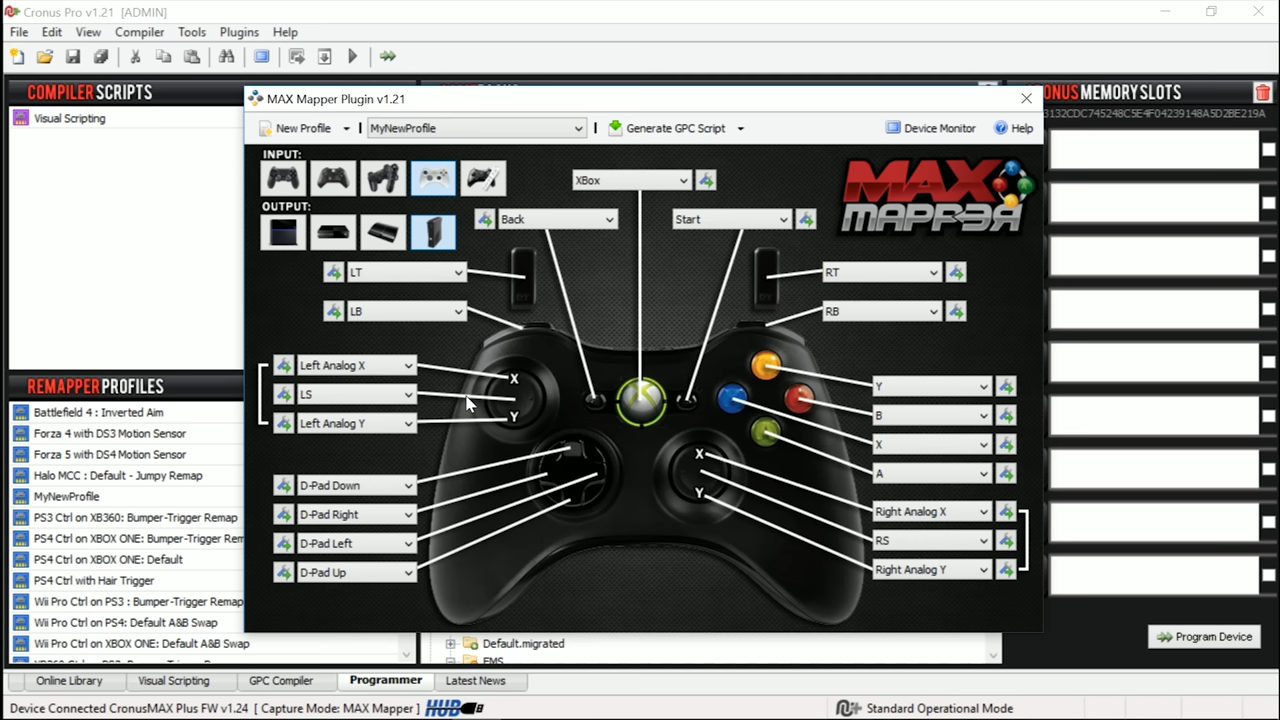 Cronus Pro v1.21 [ADMIN]
File Edit View Compiler Tools Plugins Help
COMPILER SCRIPTS
Visual Scripting
REMAPPER PROFILES
Battlefield 4 : Inverted Aim
Forza 4 with DS3 Motion Sensor
Forza 5 with DS4 Motion Sensor
Halo MCC : Default - Jumpy Remap
MyNewProfile
PS3 Ctrl on XB360: Bumper-Trigger Remap
PS4 Ctrl on XBOX ONE: Bumper-Trigger Rem
PS4 Ctrl on XBOX ONE: Default
PS4 Ctrl with Hair Trigger
Wii Pro Ctrl on PS3 : Bumper-Trigger Remap
Wii Pro Ctrl on PS4: Default A&B Swap
Wii Pro Ctrl on XBOX ONE: Default A&B Swap
MAX Mapper Plugin v1.21
New Profile MyNewProfile Generate GPC Script Device Monitor Help
INPUT:
OUTPUT:
MAX
MAPPER
XBox
Back
Start
LT
RT
LB
RB
Left Analog X
LS
Left Analog Y
X
Y
D-Pad Down
D-Pad Right
D-Pad Left
D-Pad Up
Y
B
X
A
X
Y
Right Analog X
RS
Right Analog Y
ONUS MEMORY SLOTS
3132CDC745248C5E4F04239148A5D2BE219A
Default.migrated
EMS
Program Device
Online Library Visual Scripting GPC Compiler Programmer Latest News
Device Connected CronusMAX Plus FW v1.24 [ Capture Mode: MAX Mapper ] HUB Standard Operational Mode